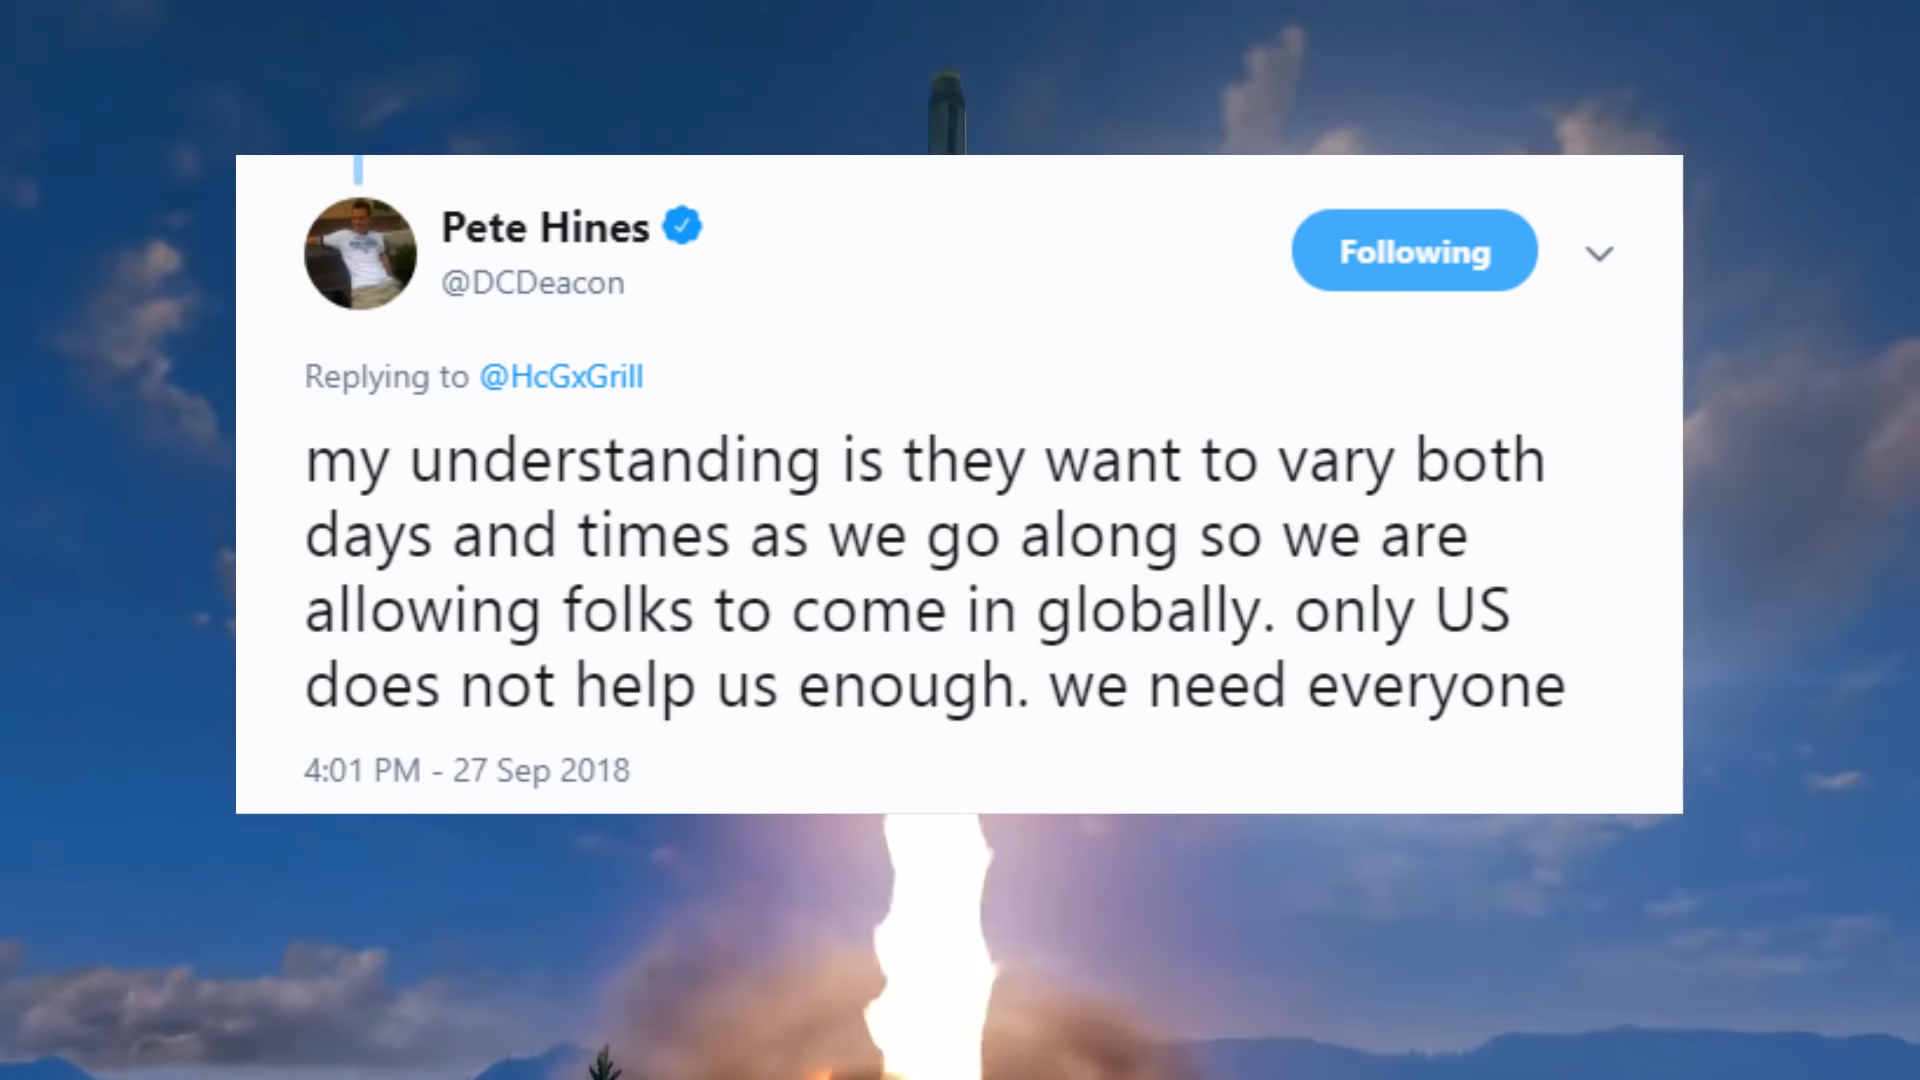 Pete Hines
@DCDeacon
Following
Replying to @HcGxGrill
my understanding is they want to vary both
days and times as we go along so we are
allowing folks to come in globally. only US
does not help us enough. we need everyone
4:01 PM - 27 Sep 2018